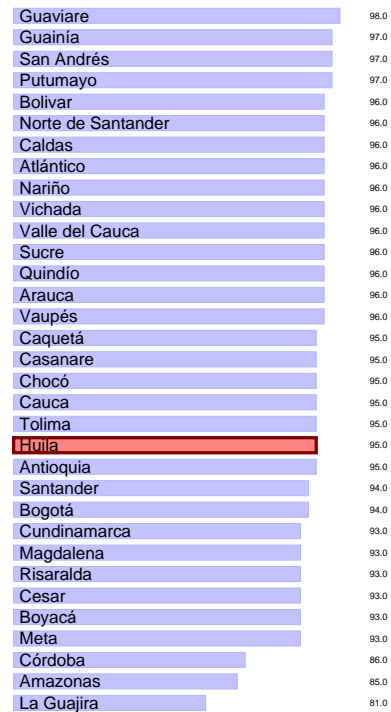 Guaviare 98.0
Guainía 97.0
San Andrés 97.0
Putumayo 97.0
Bolivar 96.0
Norte de Santander 96.0
Caldas 96.0
Atlántico 96.0
Nariño 96.0
Vichada 96.0
Valle del Cauca 96.0
Sucre 96.0
Quindío 96.0
Arauca 96.0
Vaupés 96.0
Caquetá 95.0
Casanare 95.0
Chocó 95.0
Cauca 95.0
Tolima 95.0
Huila 95.0
Antioquia 95.0
Santander 94.0
Bogotá 94.0
Cundinamarca 93.0
Magdalena 93.0
Risaralda 93.0
Cesar 93.0
Boyacá 93.0
Meta 93.0
Córdoba 86.0
Amazonas 85.0
La Guajira 81.0